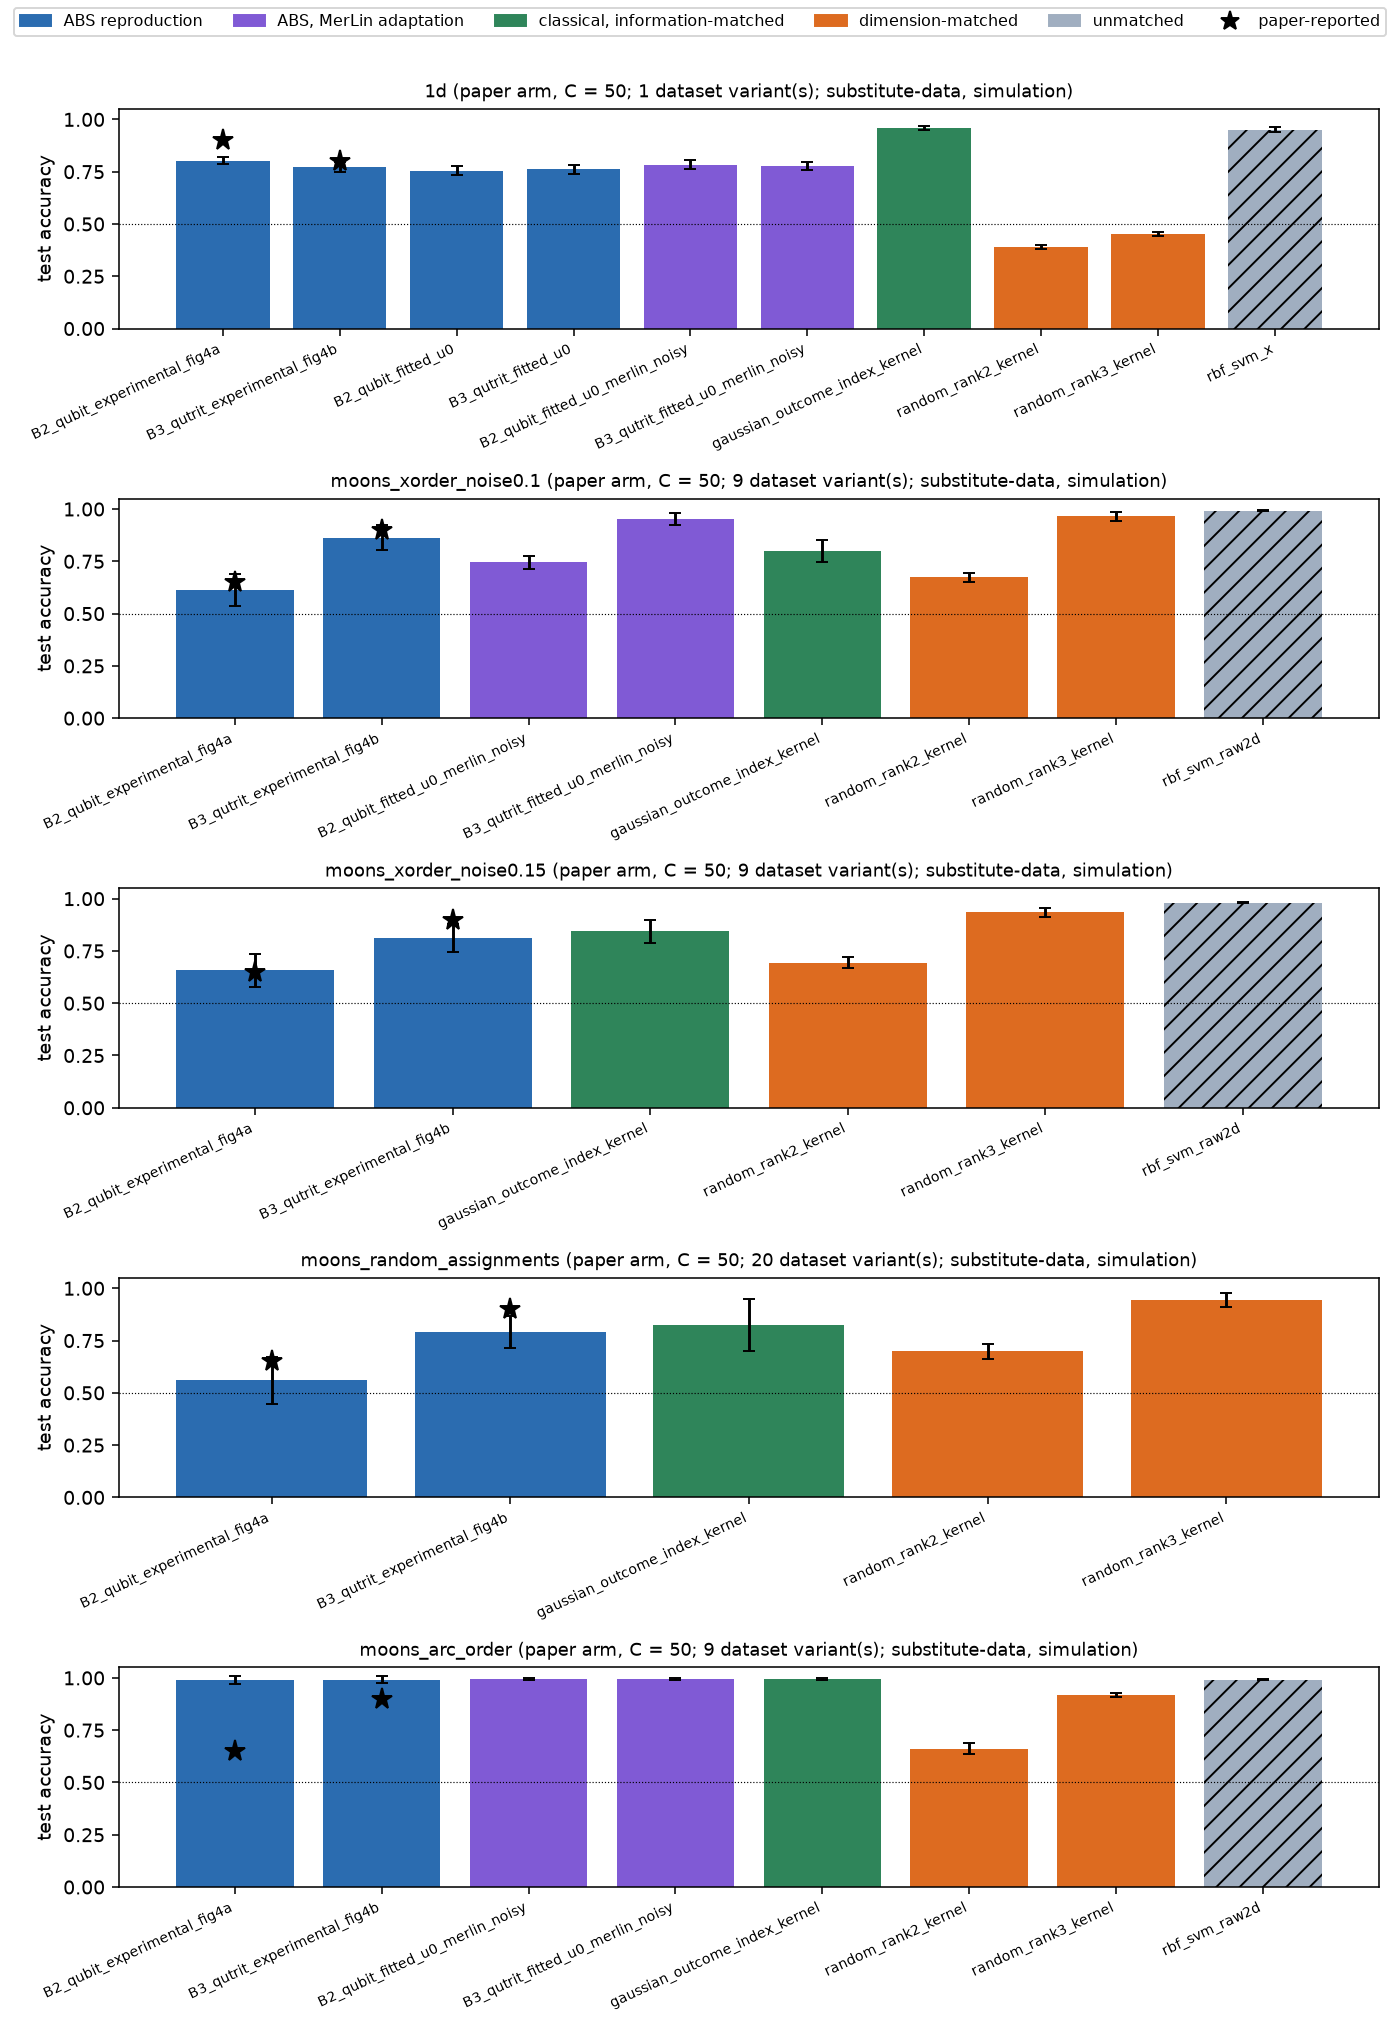 ABS reproduction
ABS, MerLin adaptation
classical, information-matched
dimension-matched
unmatched
paper-reported
1d (paper arm, C = 50; 1 dataset variant(s); substitute-data, simulation)
test accuracy
1.00
0.75
0.50
0.25
0.00
B2_qubit_experimental_fig4a
B3_qutrit_experimental_fig4b
B2_qubit_fitted_u0
B3_qutrit_fitted_u0
B2_qubit_fitted_u0_merlin_noisy
B3_qutrit_fitted_u0_merlin_noisy
gaussian_outcome_index_kernel
random_rank2_kernel
random_rank3_kernel
rbf_svm_x
moons_xorder_noise0.1 (paper arm, C = 50; 9 dataset variant(s); substitute-data, simulation)
test accuracy
1.00
0.75
0.50
0.25
0.00
B2_qubit_experimental_fig4a
B3_qutrit_experimental_fig4b
B2_qubit_fitted_u0_merlin_noisy
B3_qutrit_fitted_u0_merlin_noisy
gaussian_outcome_index_kernel
random_rank2_kernel
random_rank3_kernel
rbf_svm_raw2d
moons_xorder_noise0.15 (paper arm, C = 50; 9 dataset variant(s); substitute-data, simulation)
test accuracy
1.00
0.75
0.50
0.25
0.00
B2_qubit_experimental_fig4a
B3_qutrit_experimental_fig4b
gaussian_outcome_index_kernel
random_rank2_kernel
random_rank3_kernel
rbf_svm_raw2d
moons_random_assignments (paper arm, C = 50; 20 dataset variant(s); substitute-data, simulation)
test accuracy
1.00
0.75
0.50
0.25
0.00
B2_qubit_experimental_fig4a
B3_qutrit_experimental_fig4b
gaussian_outcome_index_kernel
random_rank2_kernel
random_rank3_kernel
moons_arc_order (paper arm, C = 50; 9 dataset variant(s); substitute-data, simulation)
test accuracy
1.00
0.75
0.50
0.25
0.00
B2_qubit_experimental_fig4a
B3_qutrit_experimental_fig4b
B2_qubit_fitted_u0_merlin_noisy
B3_qutrit_fitted_u0_merlin_noisy
gaussian_outcome_index_kernel
random_rank2_kernel
random_rank3_kernel
rbf_svm_raw2d